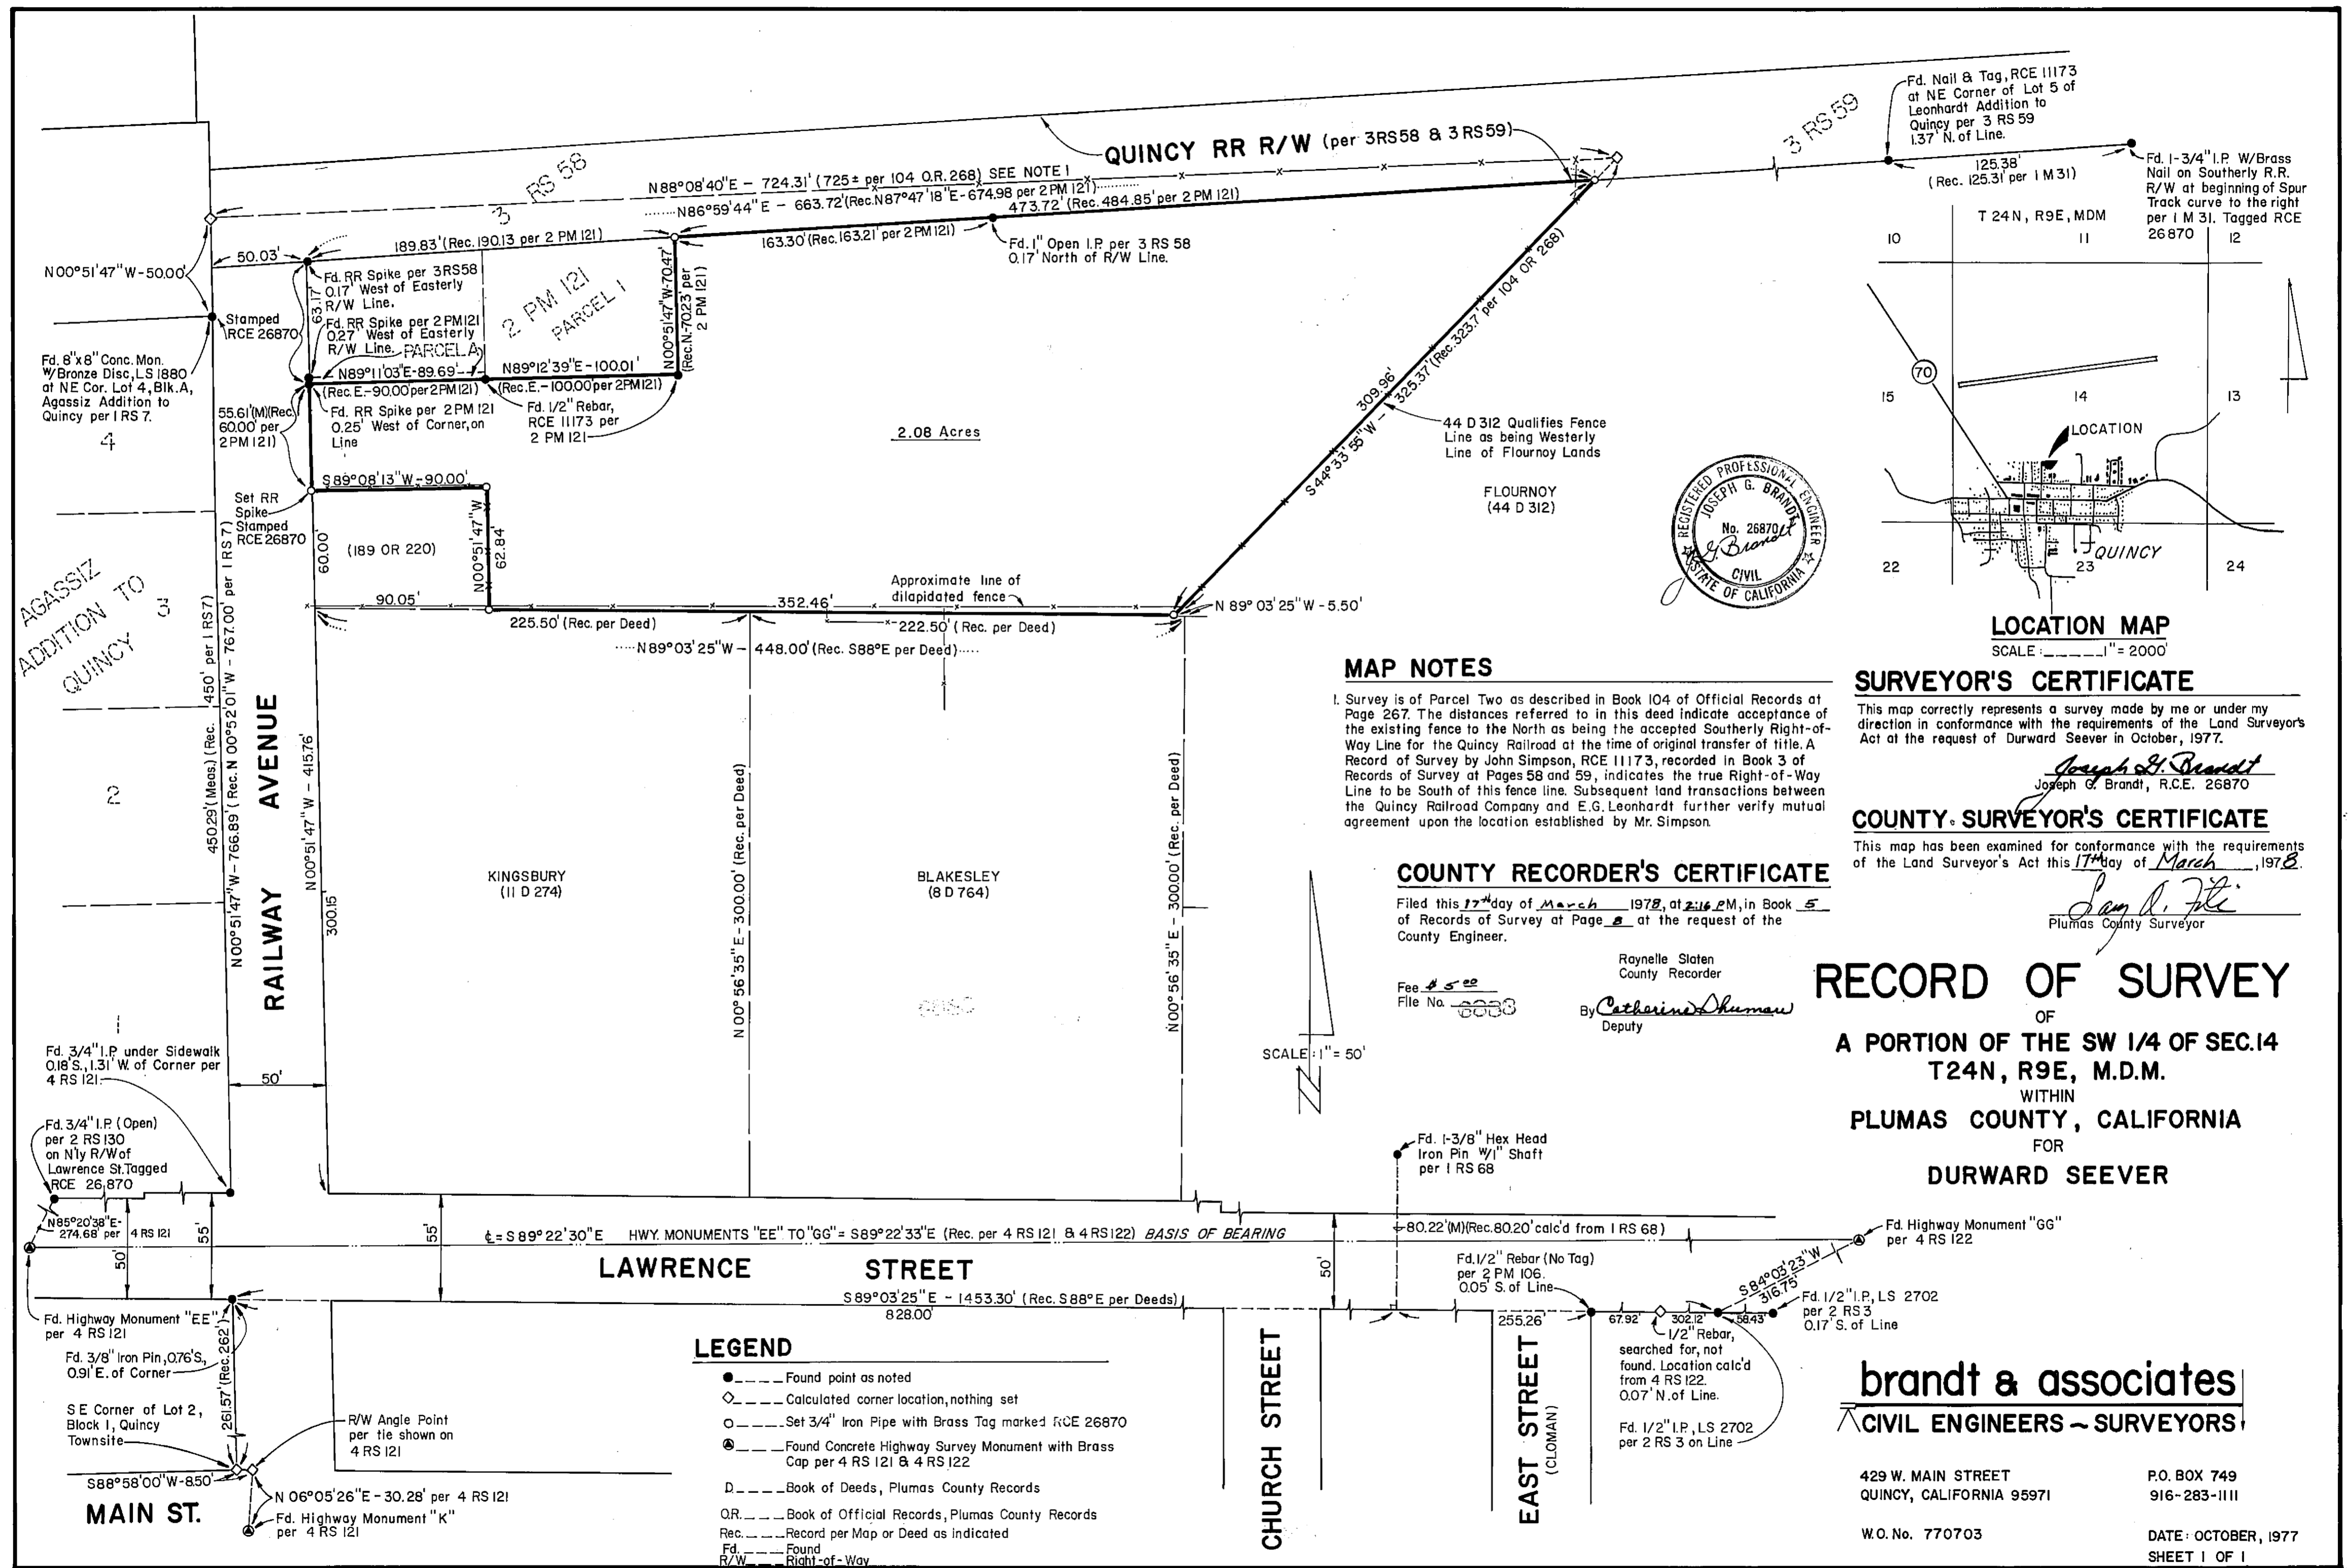 QUINCY RR R/W (per 3RS58 & 3RS59)
3 RS 58
3 RS 59
N88°08'40"E - 724.31' (725± per 104 O.R. 268) SEE NOTE 1
N86°59'44"E - 663.72' (Rec. N87°47'18"E-674.98 per 2 PM 121)
473.72' (Rec. 484.85' per 2 PM 121)
189.83' (Rec. 190.13 per 2 PM 121)
163.30' (Rec. 163.21' per 2 PM 121)
50.03'
N00°51'47"W-50.00'
Fd. 1" Open I.P. per 3 RS 58
0.17' North of R/W Line.
Fd. Nail & Tag, RCE 11173
at NE Corner of Lot 5 of
Leonhardt Addition to
Quincy per 3 RS 59
1.37' N. of Line.
125.38'
(Rec. 125.31' per 1 M 31)
Fd. 1-3/4" I.P. W/Brass
Nail on Southerly R.R.
R/W at beginning of Spur
Track curve to the right
per 1 M 31. Tagged RCE
26870
Fd. RR Spike per 3RS58
0.17' West of Easterly
R/W Line.
63.17
Fd. RR Spike per 2 PM 121
0.27' West of Easterly
R/W Line.
PARCEL A
2 PM 121
PARCEL 1
N00°51'47"W-70.47'
(Rec. N.-70.23' per
2 PM 121)
Stamped
RCE 26870
Fd. 8"x8" Conc. Mon.
W/Bronze Disc, LS 1880
at NE Cor. Lot 4, Blk. A,
Agassiz Addition to
Quincy per 1 RS 7.
4
N89°11'03"E-89.69'
N89°12'39"E-100.01'
(Rec. E.-90.00' per 2 PM 121)
(Rec. E.-100.00' per 2PM 121)
Fd. RR Spike per 2 PM 121
0.25' West of Corner, on
Line
Fd. 1/2" Rebar,
RCE 11173 per
2 PM 121
55.61' (M)(Rec.
60.00' per
2 PM 121)
2.08 Acres
309.96'
S44°33'55"W - 325.37' (Rec. 323.7' per 104 OR 268)
44 D 312 Qualifies Fence
Line as being Westerly
Line of Flournoy Lands
FLOURNOY
(44 D 312)
S89°08'13"W-90.00'
Set RR
Spike
Stamped
RCE 26870
60.00'
(189 OR 220)
N00°51'47"W
62.84'
90.05'
352.46'
Approximate line of
dilapidated fence
N 89°03'25"W-5.50'
225.50' (Rec. per Deed)
222.50' (Rec. per Deed)
N89°03'25"W - 448.00' (Rec. S88°E per Deed)
AGASSIZ
ADDITION TO
QUINCY
3
2
1
450.29' (Meas.) (Rec. 450' per 1 RS 7)
N00°51'47"W - 766.89' (Rec. N 00°52'01"W - 767.00' per 1 RS 7)
RAILWAY AVENUE
N00°51'47"W - 415.76'
300.15'
N 00°56'35"E - 300.00' (Rec. per Deed)
N00°56'35"E - 300.00' (Rec. per Deed)
KINGSBURY
(11 D 274)
BLAKESLEY
(8 D 764)
SCALE: 1" = 50'
N
REGISTERED PROFESSIONAL ENGINEER
JOSEPH G. BRANDT
No. 26870
CIVIL
STATE OF CALIFORNIA
T 24N, R9E, MDM
10
11
12
15
14
13
22
23
24
70
LOCATION
QUINCY
LOCATION MAP
SCALE: 1" = 2000'
MAP NOTES
1. Survey is of Parcel Two as described in Book 104 of Official Records at
Page 267. The distances referred to in this deed indicate acceptance of
the existing fence to the North as being the accepted Southerly Right-of-
Way Line for the Quincy Railroad at the time of original transfer of title. A
Record of Survey by John Simpson, RCE 11173, recorded in Book 3 of
Records of Survey at Pages 58 and 59, indicates the true Right-of-Way
Line to be South of this fence line. Subsequent land transactions between
the Quincy Railroad Company and E.G. Leonhardt further verify mutual
agreement upon the location established by Mr. Simpson.
SURVEYOR'S CERTIFICATE
This map correctly represents a survey made by me or under my
direction in conformance with the requirements of the Land Surveyor's
Act at the request of Durward Seever in October, 1977.
Joseph G. Brandt
Joseph G. Brandt, R.C.E. 26870
COUNTY SURVEYOR'S CERTIFICATE
This map has been examined for conformance with the requirements
of the Land Surveyor's Act this 17th day of March, 1978.
Plumas County Surveyor
COUNTY RECORDER'S CERTIFICATE
Filed this 17th day of March 1978, at 2:16 PM, in Book 5
of Records of Survey at Page 8 at the request of the
County Engineer.
Raynelle Slaten
County Recorder
Fee $ 5.00
File No.
By Catherine Shuman
Deputy
RECORD OF SURVEY
OF
A PORTION OF THE SW 1/4 OF SEC.14
T24N, R9E, M.D.M.
WITHIN
PLUMAS COUNTY, CALIFORNIA
FOR
DURWARD SEEVER
Fd. 3/4" I.P. under Sidewalk
0.18'S., 1.31' W. of Corner per
4 RS 121.
50'
Fd. 3/4" I.P. (Open)
per 2 RS 130
on N'ly R/W of
Lawrence St. Tagged
RCE 26,870
N85°20'38"E-
274.68' per 4 RS 121
50'
55'
55'
℄ = S 89°22'30"E HWY. MONUMENTS "EE" TO "GG" = S89°22'33"E (Rec. per 4 RS 121 & 4 RS122) BASIS OF BEARING
LAWRENCE STREET
S 89°03'25"E - 1453.30' (Rec. S 88°E per Deeds)
828.00'
50'
Fd. 1-3/8" Hex Head
Iron Pin W/1" Shaft
per 1 RS 68
80.22' (M)(Rec. 80.20' calc'd from 1 RS 68)
Fd. Highway Monument "GG"
per 4 RS 122
S 84°03'23"W
316.75'
Fd. 1/2" Rebar (No Tag)
per 2 PM 106.
0.05' S. of Line
255.26'
67.92'
302.12'
58.43'
Fd. 1/2" I.P., LS 2702
per 2 RS 3
0.17' S. of Line
1/2" Rebar,
searched for, not
found. Location calc'd
from 4 RS 122.
0.07' N. of Line.
Fd. 1/2" I.P., LS 2702
per 2 RS 3 on Line
CHURCH STREET
EAST STREET
(CLOMAN)
Fd. Highway Monument "EE"
per 4 RS 121
Fd. 3/8" Iron Pin, 0.76'S.,
0.91' E. of Corner
261.57' (Rec. 262')
S E Corner of Lot 2,
Block 1, Quincy
Townsite
R/W Angle Point
per tie shown on
4 RS 121
S88°58'00"W-8.50'
N 06°05'26"E - 30.28' per 4 RS 121
Fd. Highway Monument "K"
per 4 RS 121
MAIN ST.
LEGEND
Found point as noted
Calculated corner location, nothing set
Set 3/4" Iron Pipe with Brass Tag marked RCE 26870
Found Concrete Highway Survey Monument with Brass
Cap per 4 RS 121 & 4 RS 122
D. Book of Deeds, Plumas County Records
O.R. Book of Official Records, Plumas County Records
Rec. Record per Map or Deed as indicated
Fd. Found
R/W Right-of-Way
brandt & associates
CIVIL ENGINEERS ~ SURVEYORS
429 W. MAIN STREET
QUINCY, CALIFORNIA 95971
P.O. BOX 749
916-283-1111
W.O. No. 770703
DATE: OCTOBER, 1977
SHEET 1 OF 1